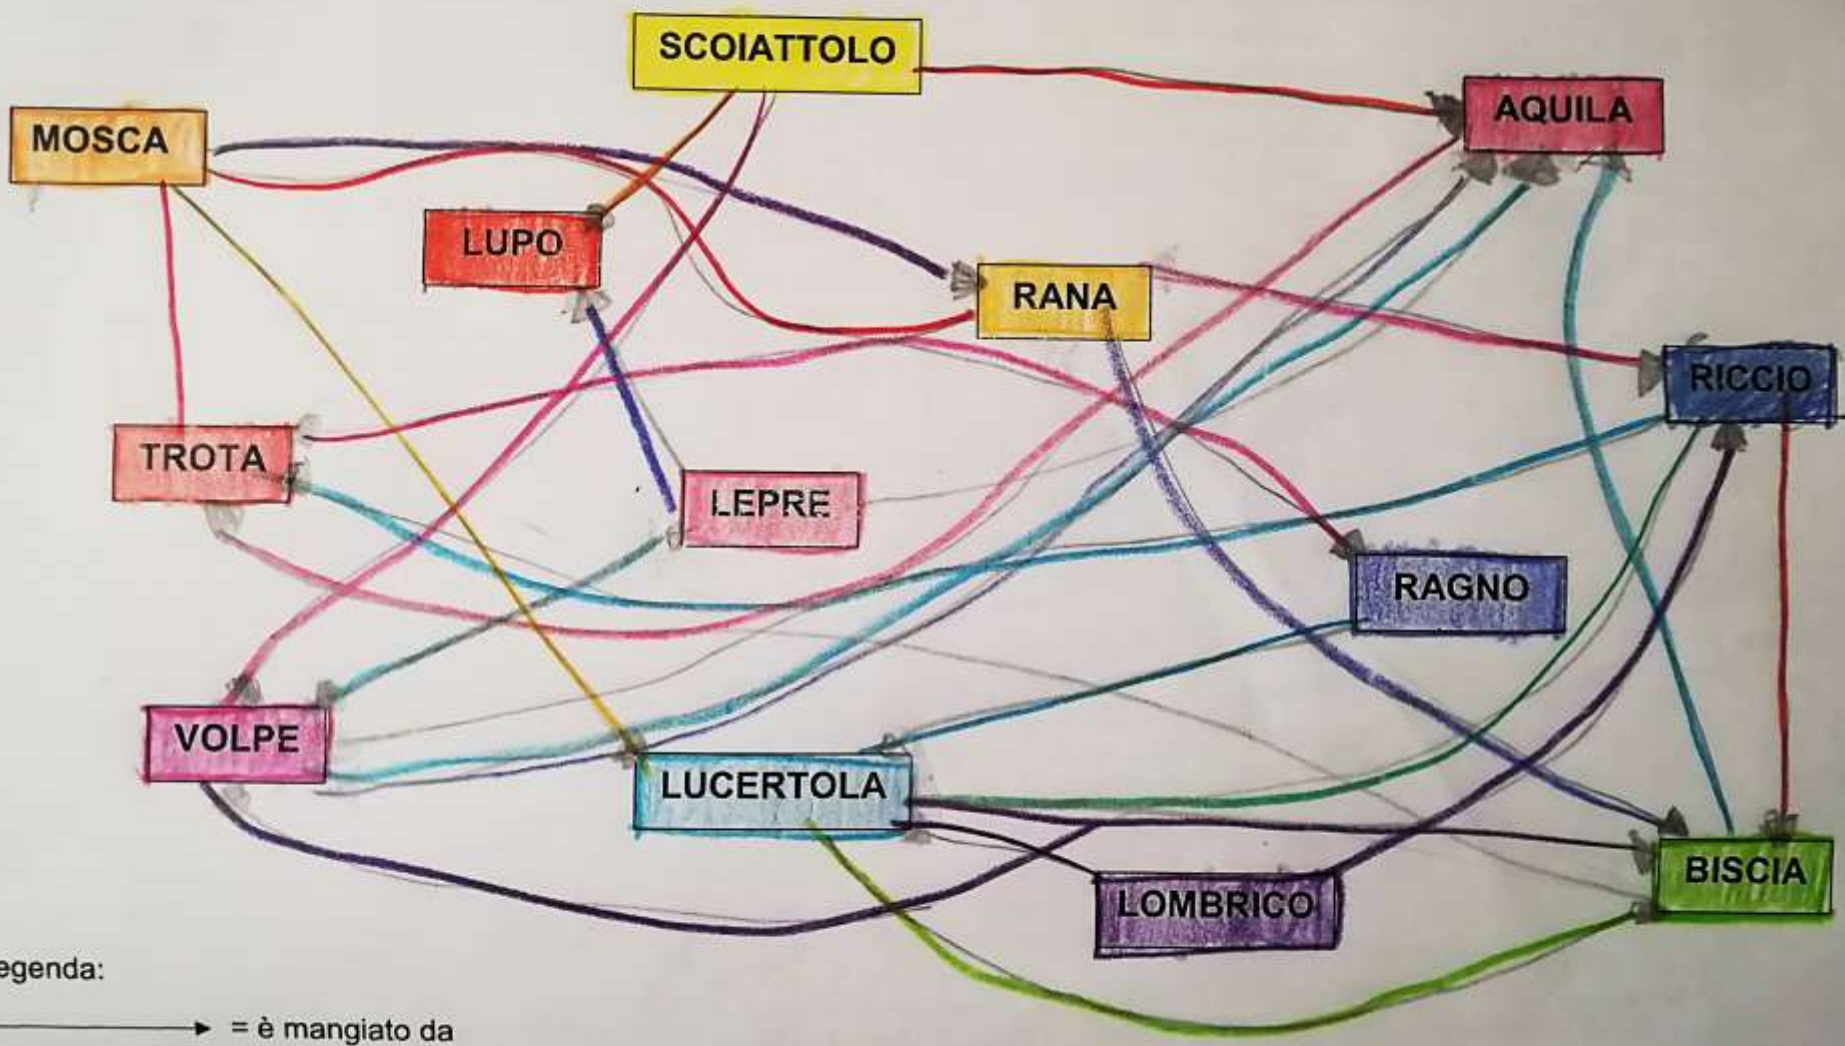 SCOIATTOLO
AQUILA
MOSCA
LUPO
RANA
RICCIO
TROTA
LEPRE
RAGNO
VOLPE
LUCERTOLA
BISCIA
LOMBRICO
egenda:
= è mangiato da